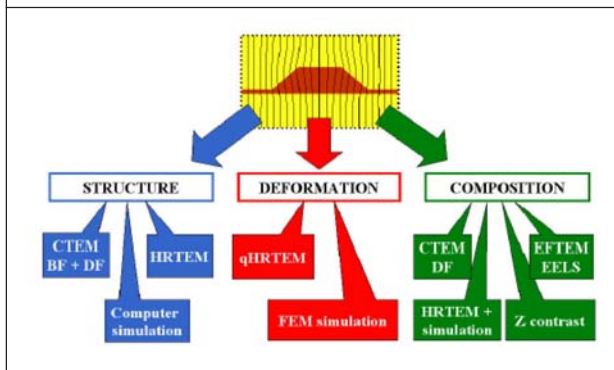 STRUCTURE
DEFORMATION
COMPOSITION
CTEM
BF + DF
HRTEM
Computer
simulation
qHRTEM
FEM simulation
CTEM
DF
EFTEM
EELS
HRTEM +
simulation
Z contrast